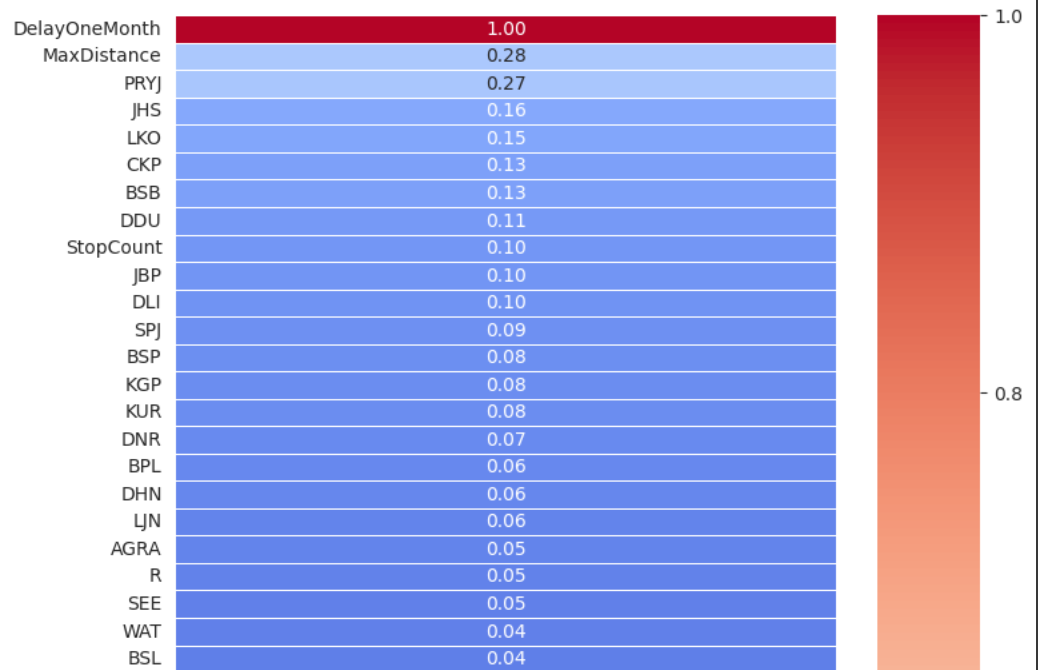 DelayOneMonth 1.00
MaxDistance 0.28
PRYJ 0.27
JHS 0.16
LKO 0.15
CKP 0.13
BSB 0.13
DDU 0.11
StopCount 0.10
JBP 0.10
DLI 0.10
SPJ 0.09
BSP 0.08
KGP 0.08
KUR 0.08
DNR 0.07
BPL 0.06
DHN 0.06
LJN 0.06
AGRA 0.05
R 0.05
SEE 0.05
WAT 0.04
BSL 0.04
1.0
0.8